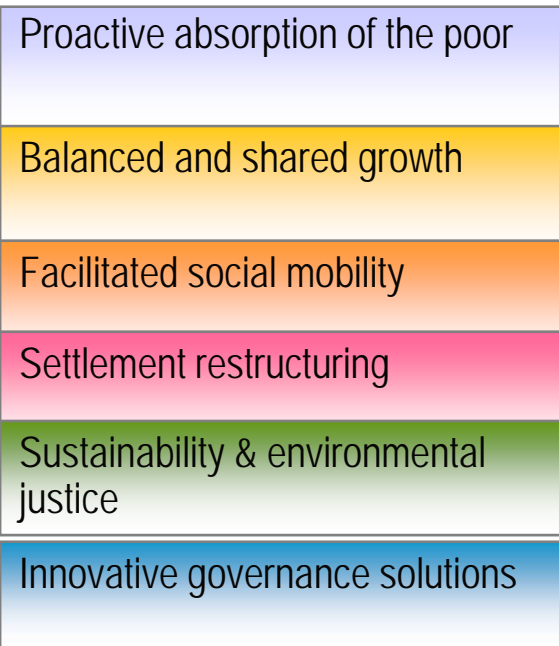 Proactive absorption of the poor
Balanced and shared growth
Facilitated social mobility
Settlement restructuring
Sustainability & environmental
justice
Innovative governance solutions